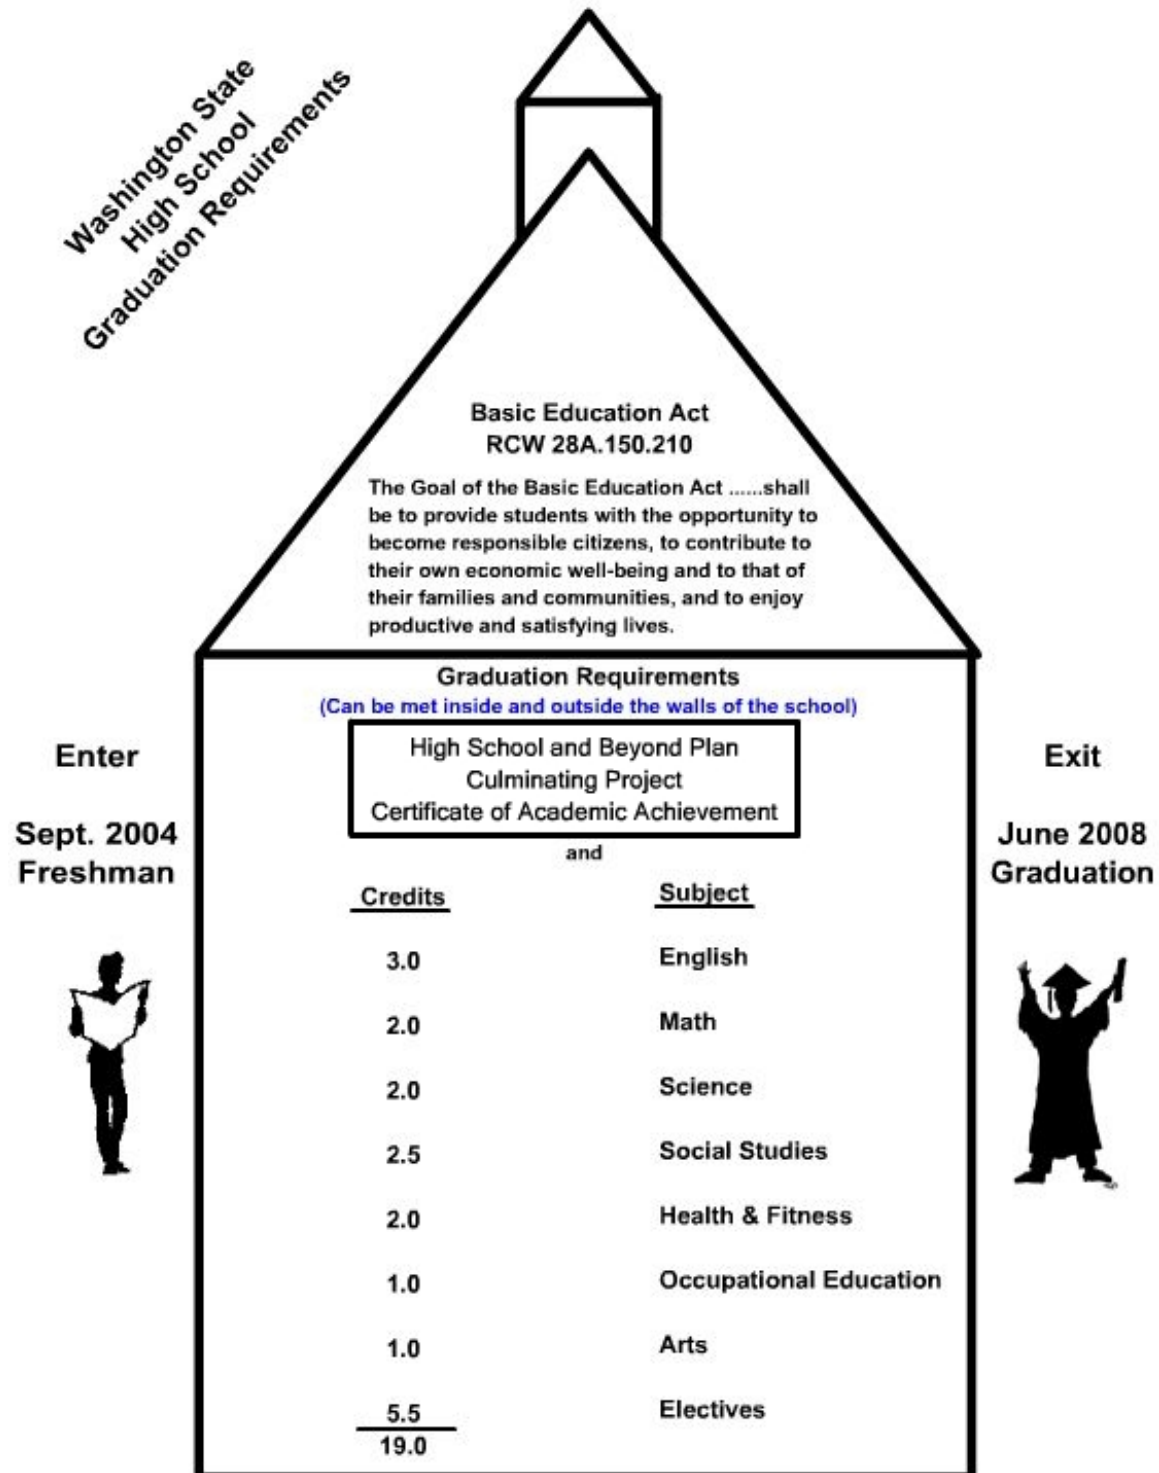 Washington State
High School
Graduation Requirements
Basic Education Act
RCW 28A.150.210
The Goal of the Basic Education Act ......shall
be to provide students with the opportunity to
become responsible citizens, to contribute to
their own economic well-being and to that of
their families and communities, and to enjoy
productive and satisfying lives.
Graduation Requirements
(Can be met inside and outside the walls of the school)
High School and Beyond Plan
Culminating Project
Certificate of Academic Achievement
and
Enter
Sept. 2004
Freshman
Exit
June 2008
Graduation
Credits Subject
3.0 English
2.0 Math
2.0 Science
2.5 Social Studies
2.0 Health & Fitness
1.0 Occupational Education
1.0 Arts
5.5 Electives
19.0